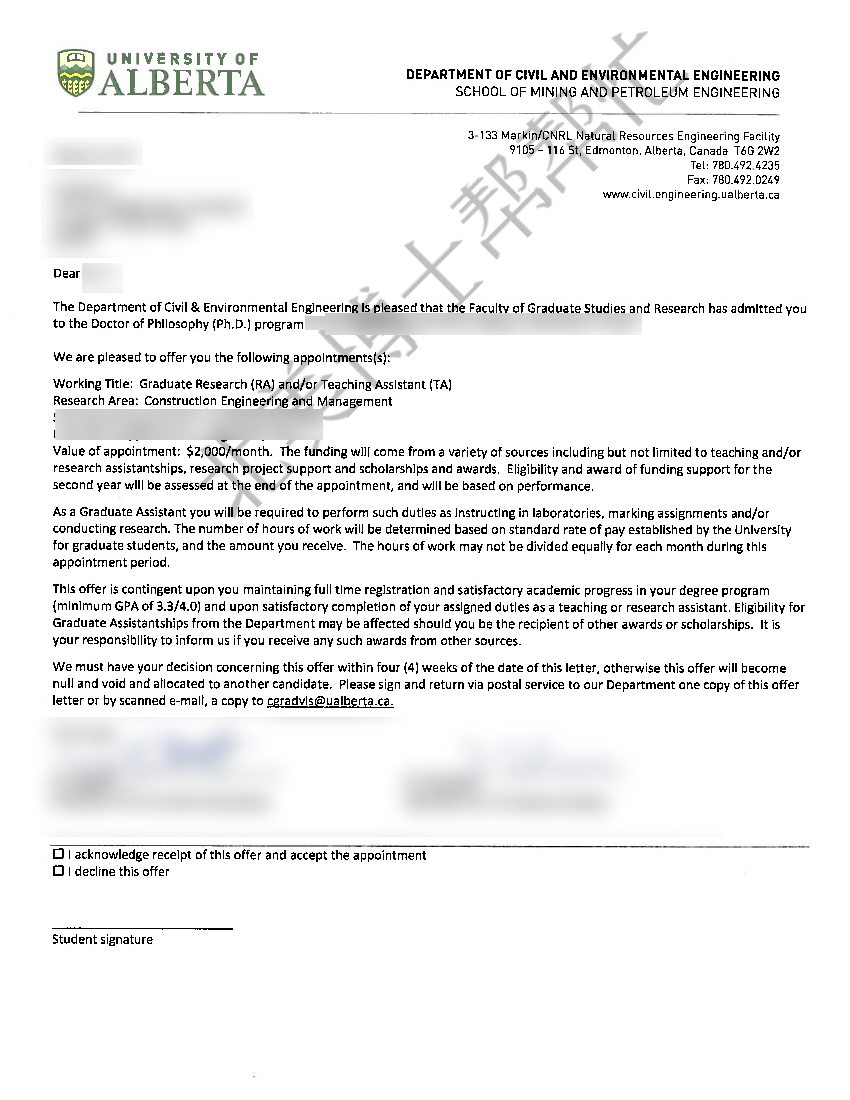 UNIVERSITY OF
ALBERTA
DEPARTMENT OF CIVIL AND ENVIRONMENTAL ENGINEERING
SCHOOL OF MINING AND PETROLEUM ENGINEERING
3-133 Markin/CNRL Natural Resources Engineering Facility
9105 – 116 St, Edmonton, Alberta, Canada T6G 2W2
Tel: 780.492.4235
Fax: 780.492.0249
www.civil.engineering.ualberta.ca
Dear
The Department of Civil & Environmental Engineering is pleased that the Faculty of Graduate Studies and Research has admitted you
to the Doctor of Philosophy (Ph.D.) program
We are pleased to offer you the following appointments(s):
Working Title: Graduate Research (RA) and/or Teaching Assistant (TA)
Research Area: Construction Engineering and Management
Value of appointment: $2,000/month. The funding will come from a variety of sources including but not limited to teaching and/or
research assistantships, research project support and scholarships and awards. Eligibility and award of funding support for the
second year will be assessed at the end of the appointment, and will be based on performance.
As a Graduate Assistant you will be required to perform such duties as instructing in laboratories, marking assignments and/or
conducting research. The number of hours of work will be determined based on standard rate of pay established by the University
for graduate students, and the amount you receive. The hours of work may not be divided equally for each month during this
appointment period.
This offer is contingent upon you maintaining full time registration and satisfactory academic progress in your degree program
(minimum GPA of 3.3/4.0) and upon satisfactory completion of your assigned duties as a teaching or research assistant. Eligibility for
Graduate Assistantships from the Department may be affected should you be the recipient of other awards or scholarships. It is
your responsibility to inform us if you receive any such awards from other sources.
We must have your decision concerning this offer within four (4) weeks of the date of this letter, otherwise this offer will become
null and void and allocated to another candidate. Please sign and return via postal service to our Department one copy of this offer
letter or by scanned e-mail, a copy to cgradvis@ualberta.ca.
I acknowledge receipt of this offer and accept the appointment
I decline this offer
Student signature
北美博士帮帮忙